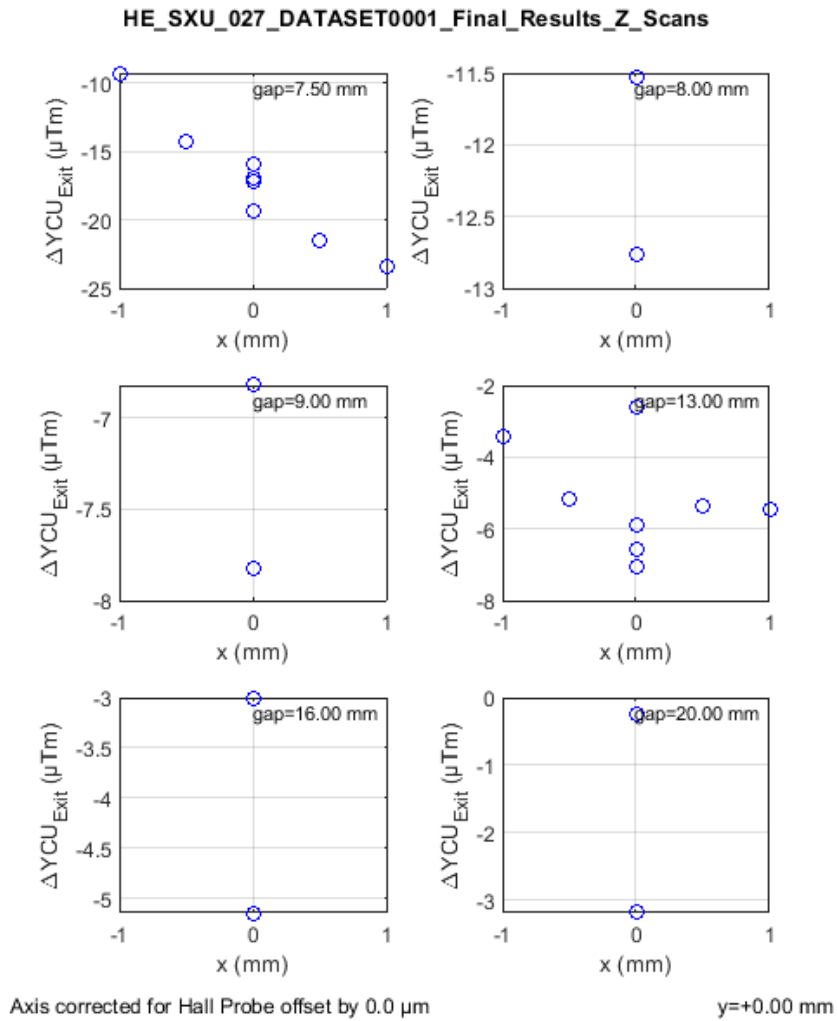 HE_SXU_027_DATASET0001_Final_Results_Z_Scans
gap=7.50 mm
-10
-15
-20
-25
ΔYCU_Exit (μTm)
-1 0 1
x (mm)
gap=8.00 mm
-11.5
-12
-12.5
-13
ΔYCU_Exit (μTm)
-1 0 1
x (mm)
gap=9.00 mm
-7
-7.5
-8
ΔYCU_Exit (μTm)
-1 0 1
x (mm)
gap=13.00 mm
-2
-4
-6
-8
ΔYCU_Exit (μTm)
-1 0 1
x (mm)
gap=16.00 mm
-3
-3.5
-4
-4.5
-5
ΔYCU_Exit (μTm)
-1 0 1
x (mm)
gap=20.00 mm
0
-1
-2
-3
ΔYCU_Exit (μTm)
-1 0 1
x (mm)
Axis corrected for Hall Probe offset by 0.0 μm
y=+0.00 mm